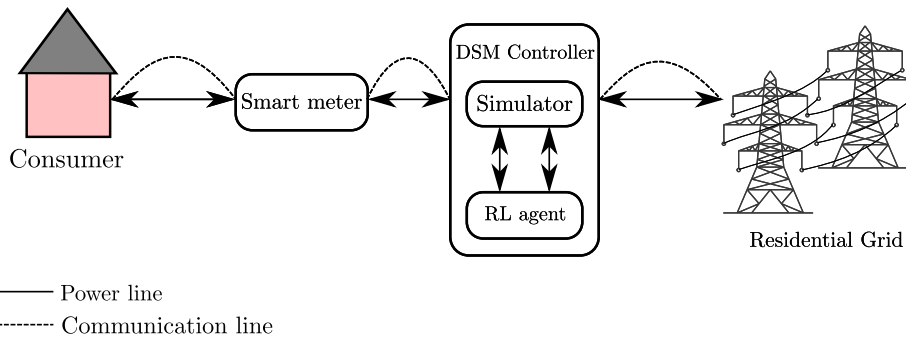 DSM Controller
Smart meter
Simulator
Consumer
RL agent
Residential Grid
Power line
Communication line